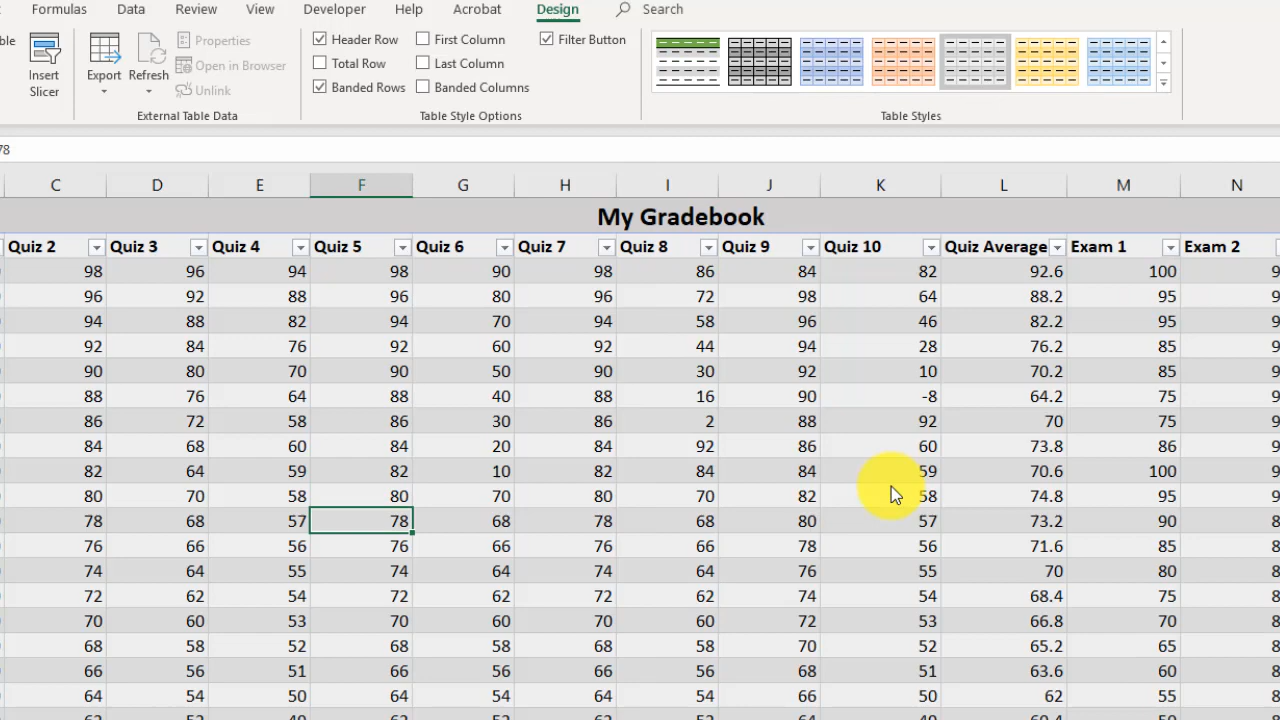 Formulas Data Review View Developer Help Acrobat Design Search
Header Row First Column Filter Button
Total Row Last Column
Banded Rows Banded Columns
Insert Slicer
Export Refresh
Properties
Open in Browser
Unlink
External Table Data Table Style Options Table Styles
78
C D E F G H I J K L M N
My Gradebook
Quiz 2 Quiz 3 Quiz 4 Quiz 5 Quiz 6 Quiz 7 Quiz 8 Quiz 9 Quiz 10 Quiz Average Exam 1 Exam 2
98 96 94 98 90 98 86 84 82 92.6 100
96 92 88 96 80 96 72 98 64 88.2 95
94 88 82 94 70 94 58 96 46 82.2 95
92 84 76 92 60 92 44 94 28 76.2 85
90 80 70 90 50 90 30 92 10 70.2 85
88 76 64 88 40 88 16 90 -8 64.2 75
86 72 58 86 30 86 2 88 92 70 75
84 68 60 84 20 84 92 86 60 73.8 86
82 64 59 82 10 82 84 84 59 70.6 100
80 70 58 80 70 80 70 82 58 74.8 95
78 68 57 78 68 78 68 80 57 73.2 90
76 66 56 76 66 76 66 78 56 71.6 85
74 64 55 74 64 74 64 76 55 70 80
72 62 54 72 62 72 62 74 54 68.4 75
70 60 53 70 60 70 60 72 53 66.8 70
68 58 52 68 58 68 58 70 52 65.2 65
66 56 51 66 56 66 56 68 51 63.6 60
64 54 50 64 54 64 54 66 50 62 55